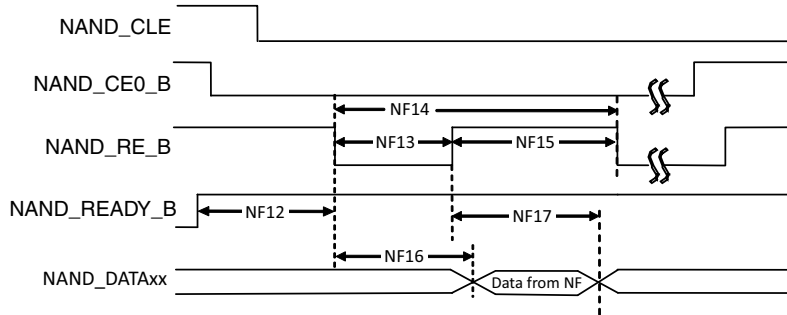 NAND_CLE
NAND_CE0_B
NF14
NAND_RE_B
NF13
NF15
NAND_READY_B
NF12
NF17
NF16
NAND_DATAxx
Data from NF